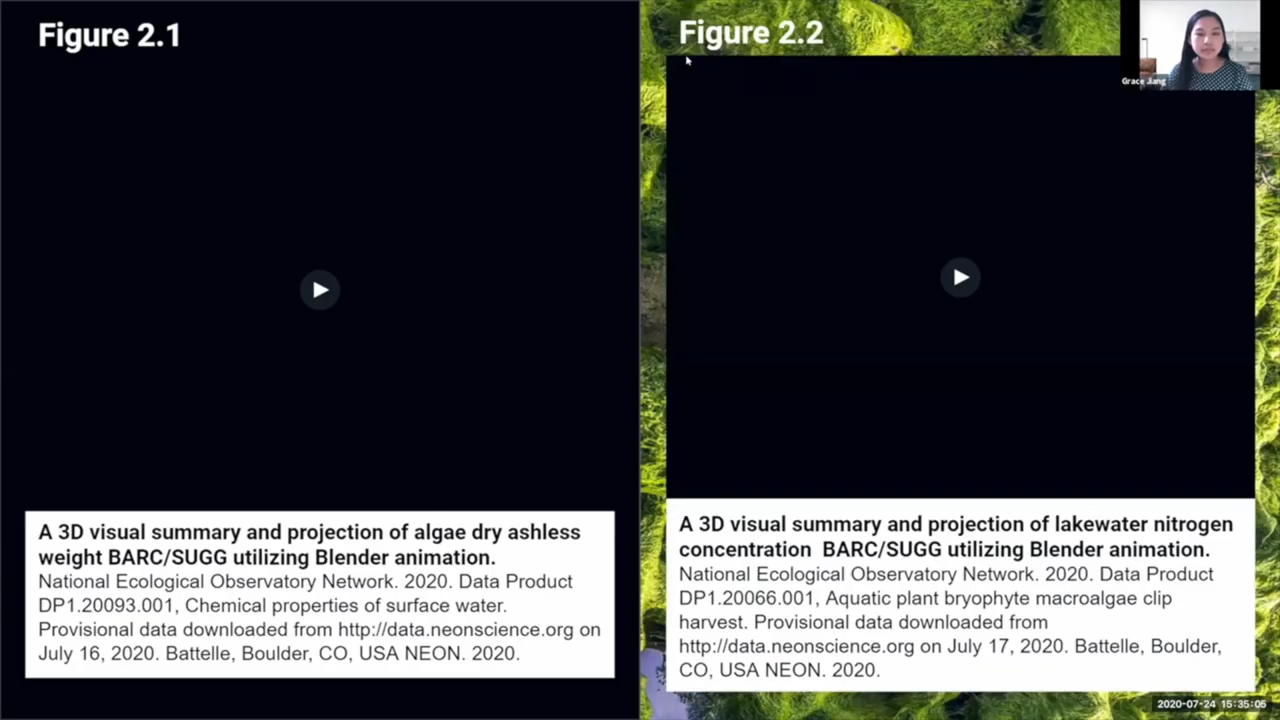 Figure 2.1
A 3D visual summary and projection of algae dry ashless
weight BARC/SUGG utilizing Blender animation.
National Ecological Observatory Network. 2020. Data Product
DP1.20093.001, Chemical properties of surface water.
Provisional data downloaded from http://data.neonscience.org on
July 16, 2020. Battelle, Boulder, CO, USA NEON. 2020.
Figure 2.2
Grace Jiang
A 3D visual summary and projection of lakewater nitrogen
concentration BARC/SUGG utilizing Blender animation.
National Ecological Observatory Network. 2020. Data Product
DP1.20066.001, Aquatic plant bryophyte macroalgae clip
harvest. Provisional data downloaded from
http://data.neonscience.org on July 17, 2020. Battelle, Boulder,
CO, USA NEON. 2020.
2020-07-24 15:35:05